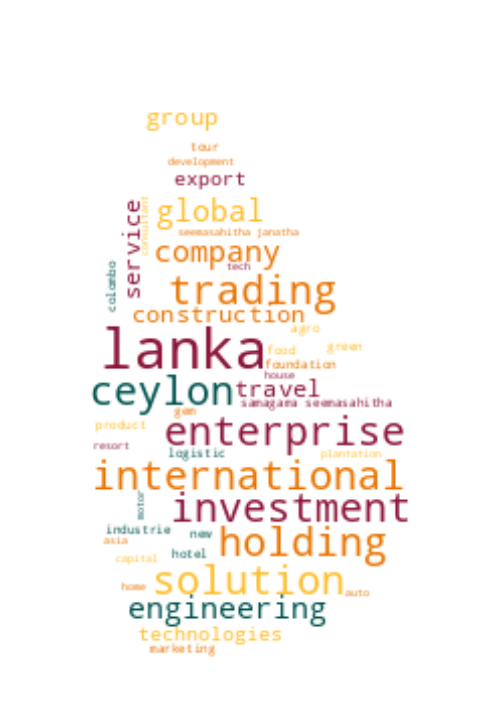 group
tour
development
export
service
consultant
global
seemasahitha janatha
company
tech
colombo
trading
construction
agro
lanka
food
green
foundation
house
ceylon
travel
samagama seemasahitha
gem
product
enterprise
resort
logistic
plantation
international
motor
investment
industrie
new
holding
asia
hotel
capital
solution
home
auto
engineering
technologies
marketing